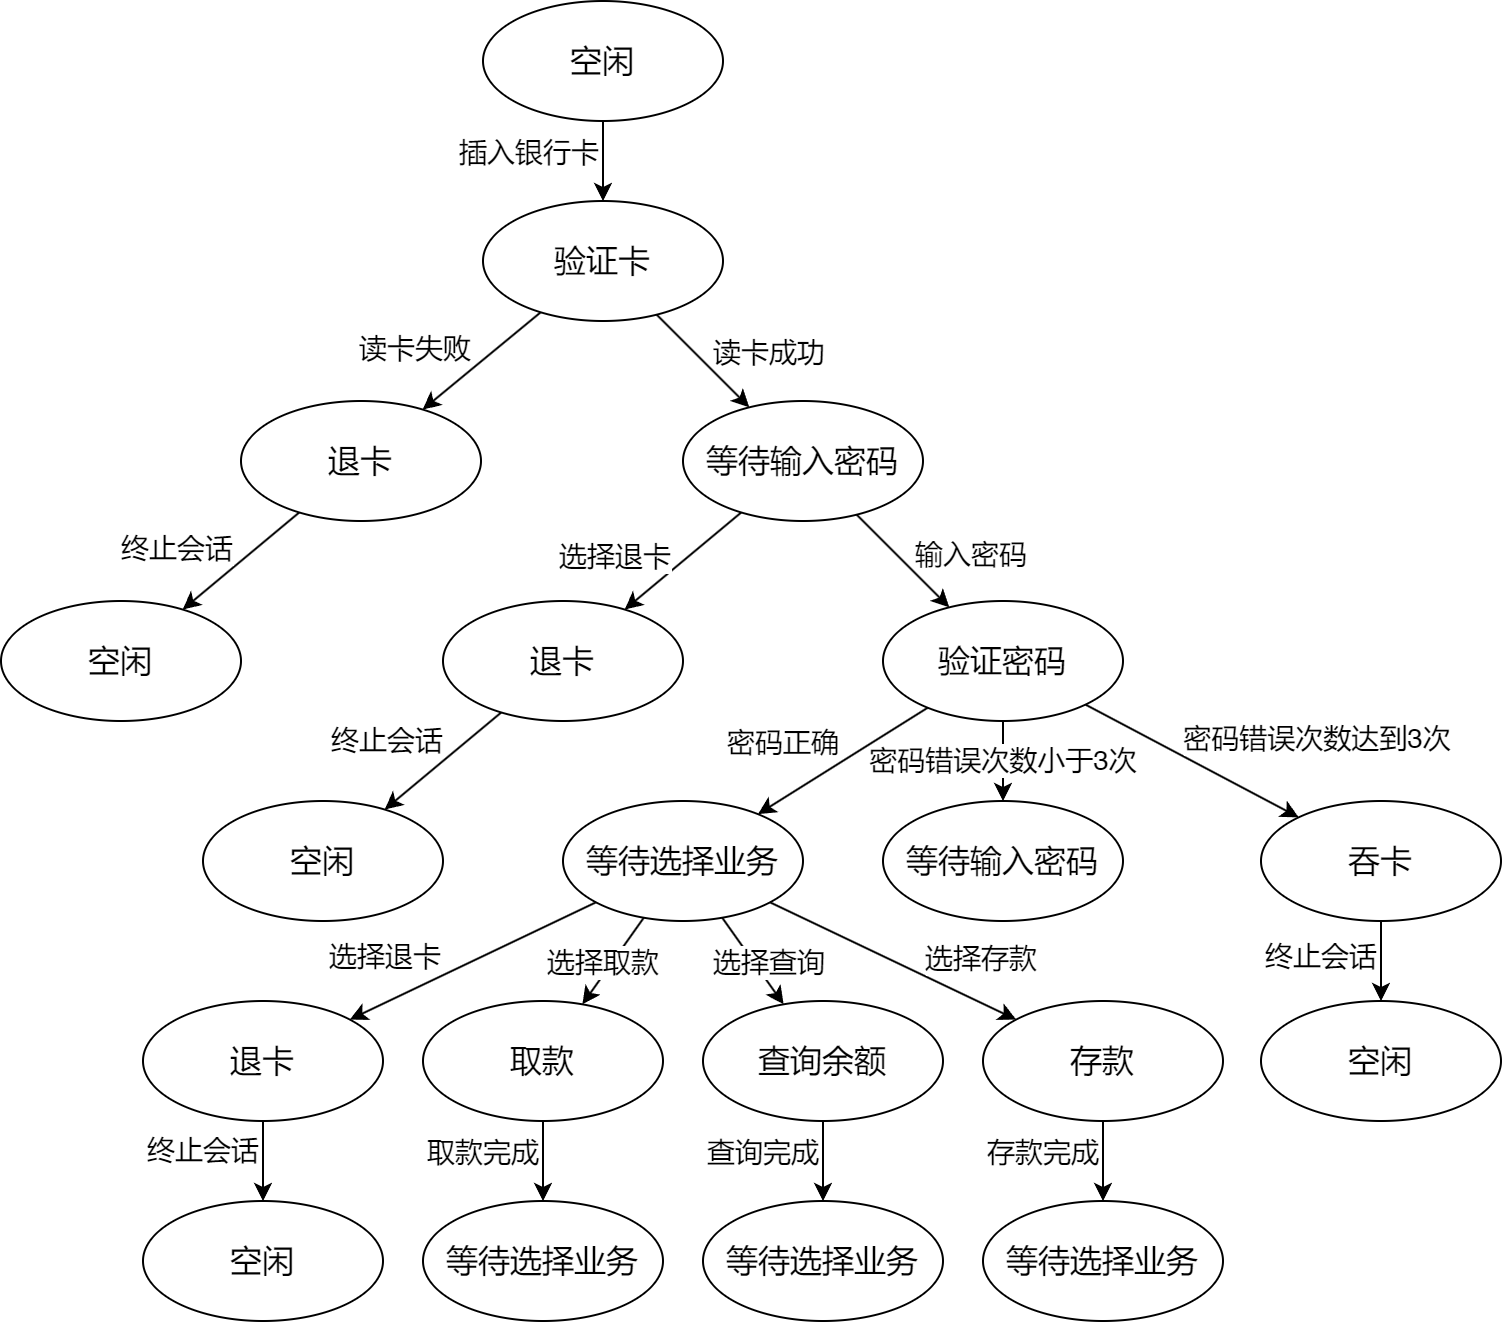 空闲
插入银行卡
验证卡
读卡失败
读卡成功
退卡
等待输入密码
终止会话
选择退卡
输入密码
空闲
退卡
验证密码
终止会话
密码正确
密码错误次数小于3次
密码错误次数达到3次
空闲
等待选择业务
等待输入密码
吞卡
选择退卡
选择取款
选择查询
选择存款
终止会话
退卡
取款
查询余额
存款
空闲
终止会话
取款完成
查询完成
存款完成
空闲
等待选择业务
等待选择业务
等待选择业务